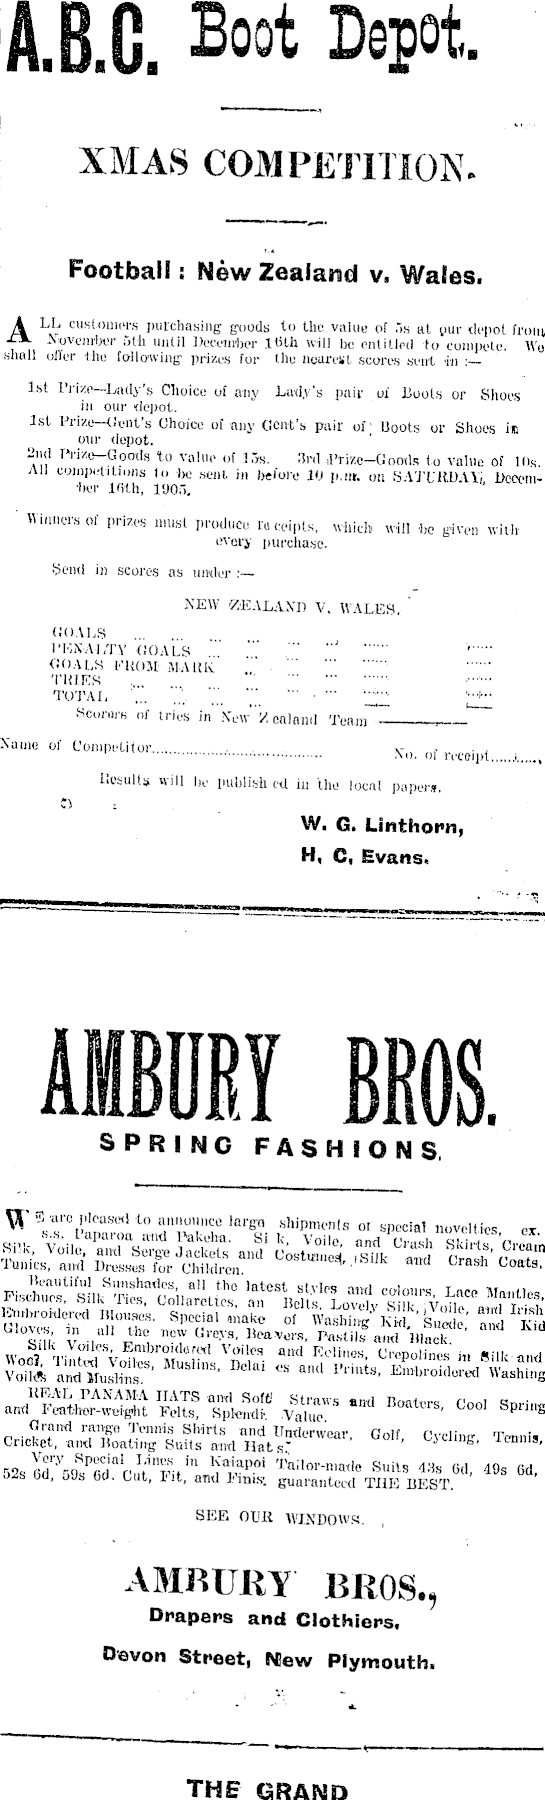 A.B.C. Boot Depot.
XMAS COMPETITION.
Football: New Zealand v. Wales.
ALL customers purchasing goods to the value of 5s at our depot from
November 5th until December 16th will be entitled to compete. We
shall offer the following prizes for the nearest scores sent in :—
1st Prize—Lady's Choice of any Lady's pair of Boots or Shoes
in our depot.
1st Prize—Gent's Choice of any Gent's pair of Boots or Shoes in
our depot.
2nd Prize—Goods to value of 15s. 3rd Prize—Goods to value of 10s.
All competitions to be sent in before 10 p.m. on SATURDAY, Decem-
ber 16th, 1905.
Winners of prizes must produce receipts, which will be given with
every purchase.
Send in scores as under :—
NEW ZEALAND V. WALES.
GOALS ... ... ... ... ... ...... ......
PENALTY GOALS ... ... ... ... ...... ......
GOALS FROM MARK ... ... ... ...... ......
TRIES ... ... ... ... ... ...... ......
TOTAL ... ... ... ... ...... ......
Scorers of tries in New Zealand Team ————
Name of Competitor.................................... No. of receipt...........
Results will be published in the local papers.
W. G. Linthorn,
H. C. Evans.
AMBURY BROS.
SPRING FASHIONS.
WE are pleased to announce large shipments of special novelties, ex.
s.s. Paparoa and Pakeha. Silk, Voile, and Crash Skirts, Cream
Silk, Voile, and Serge Jackets and Costumes, Silk and Crash Coats,
Tunics, and Dresses for Children.
Beautiful Sunshades, all the latest styles and colours, Lace Mantles,
Fischues, Silk Ties, Collarettes, an Belts, Lovely Silk, Voile, and Irish
Embroidered Blouses. Special make of Washing Kid, Suede, and Kid
Gloves, in all the new Greys, Beavers, Pastils and Black.
Silk Voiles, Embroidered Voiles and Eolines, Crepolines in Silk and
Wool, Tinted Voiles, Muslins, Delaines and Prints, Embroidered Washing
Voiles and Muslins.
REAL PANAMA HATS and Soft Straws and Boaters, Cool Spring
and Feather-weight Felts, Splendid Value.
Grand range Tennis Shirts and Underwear, Golf, Cycling, Tennis,
Cricket, and Boating Suits and Hats.
Very Special Lines in Kaiapoi Tailor-made Suits 43s 6d, 49s 6d,
52s 6d, 59s 6d. Cut, Fit, and Finish guaranteed THE BEST.
SEE OUR WINDOWS.
AMBURY BROS.,
Drapers and Clothiers,
Devon Street, New Plymouth.
THE GRAND